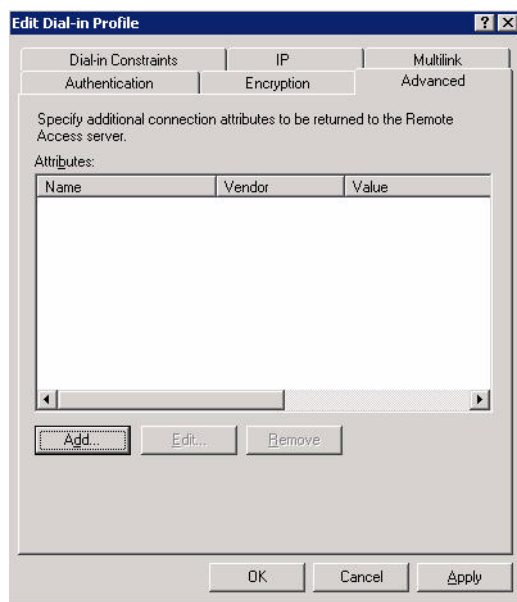 Edit Dial-in Profile
Dial-in Constraints IP Multilink
Authentication Encryption Advanced
Specify additional connection attributes to be returned to the Remote
Access server.
Attributes:
Name Vendor Value
Add... Edit... Remove
OK Cancel Apply